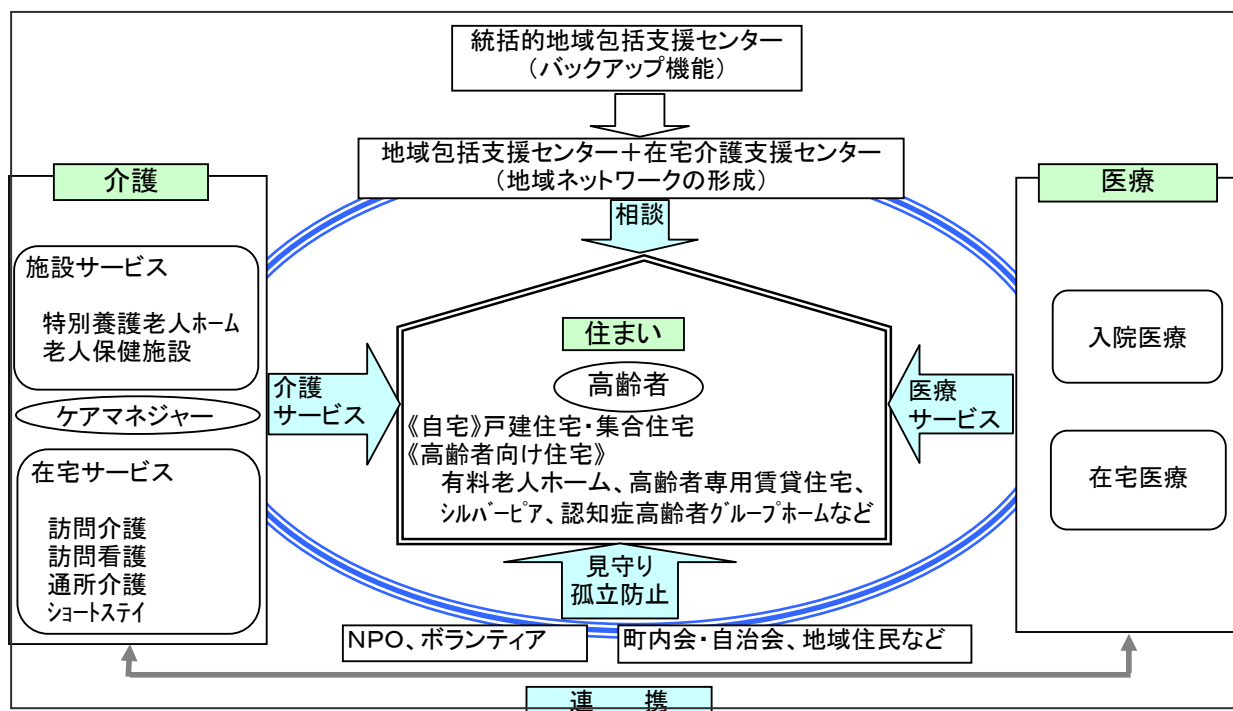 統括的地域包括支援センター
（バックアップ機能）
地域包括支援センター＋在宅介護支援センター
（地域ネットワークの形成）
介護
医療
相談
施設サービス
特別養護老人ホーム
老人保健施設
ケアマネジャー
在宅サービス
訪問介護
訪問看護
通所介護
ｼｮｰﾄｽﾃｲ
介護
サービス
住まい
高齢者
《自宅》戸建住宅・集合住宅
《高齢者向け住宅》
有料老人ホーム、高齢者専用賃貸住宅、
ｼﾙﾊﾞｰﾋﾟｱ、認知症高齢者ｸﾞﾙｰﾌﾟﾎｰﾑなど
医療
サービス
入院医療
在宅医療
見守り
孤立防止
ＮＰＯ、ボランティア
町内会・自治会、地域住民など
連　携